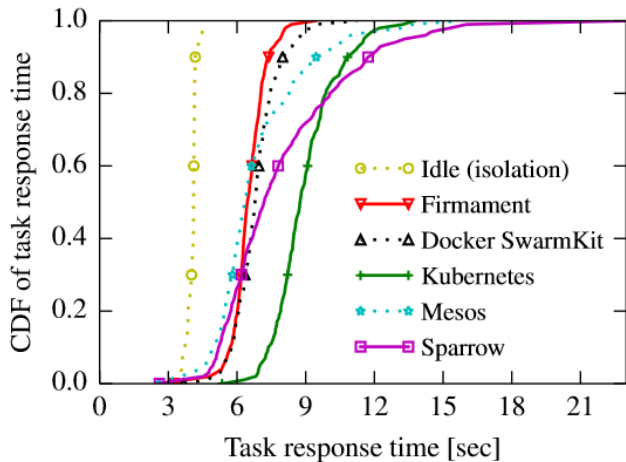 CDF of task response time
1.0
0.8
0.6
0.4
0.2
0.0
Idle (isolation)
Firmament
Docker SwarmKit
Kubernetes
Mesos
Sparrow
0 3 6 9 12 15 18 21
Task response time [sec]